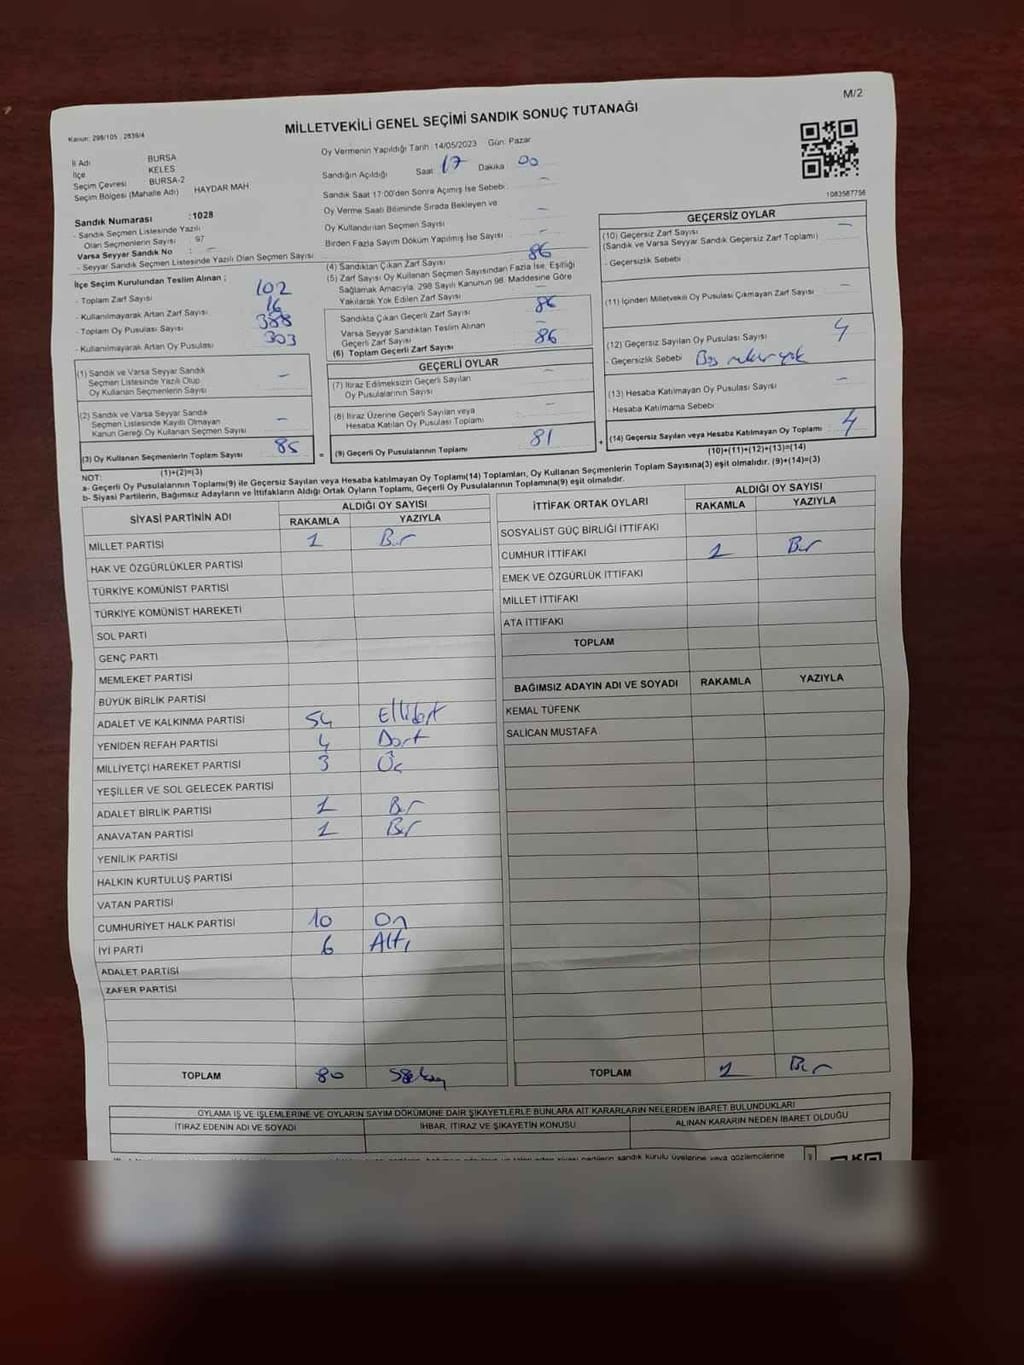 M/2
Kanun: 298/105 , 2839/4
MİLLETVEKİLİ GENEL SEÇİMİ SANDIK SONUÇ TUTANAĞI
İl Adı BURSA
İlçe KELES
Seçim Çevresi BURSA-2
Seçim Bölgesi (Mahalle Adı) HAYDAR MAH
Sandık Numarası :1028
- Sandık Seçmen Listesinde Yazılı
Olan Seçmenlerin Sayısı 97
Varsa Seyyar Sandık No : -
- Seyyar Sandık Seçmen Listesinde Yazılı Olan Seçmen Sayısı
İlçe Seçim Kurulundan Teslim Alınan ;
- Toplam Zarf Sayısı 102
- Kullanılmayarak Artan Zarf Sayısı 16
- Toplam Oy Pusulası Sayısı 388
- Kullanılmayarak Artan Oy Pusulası 303
(1) Sandık ve Varsa Seyyar Sandık
Seçmen Listesinde Yazılı Olup
Oy Kullanan Seçmenlerin Sayısı -
(2) Sandık ve Varsa Seyyar Sandık
Seçmen Listesinde Kayıtlı Olmayan
Kanun Gereği Oy Kullanan Seçmen Sayısı -
(3) Oy Kullanan Seçmenlerin Toplam Sayısı 85
(1)+(2)=(3)
Oy Vermenin Yapıldığı Tarih :14/05/2023 Gün: Pazar
Sandığın Açıldığı Saat 17 Dakika 00
Sandık Saat 17:00'den Sonra Açılmış İse Sebebi -
Oy Verme Saati Bitiminde Sırada Bekleyen ve
Oy Kullandırılan Seçmen Sayısı -
Birden Fazla Sayım Döküm Yapılmış İse Sayısı -
(4) Sandıktan Çıkan Zarf Sayısı 86
(5) Zarf Sayısı Oy Kullanan Seçmen Sayısından Fazla İse, Eşitliği
Sağlamak Amacıyla, 298 Sayılı Kanunun 98. Maddesine Göre
Yakılarak Yok Edilen Zarf Sayısı -
Sandıkta Çıkan Geçerli Zarf Sayısı 86
Varsa Seyyar Sandıktan Teslim Alınan
Geçerli Zarf Sayısı -
(6) Toplam Geçerli Zarf Sayısı 86
GEÇERLİ OYLAR
(7) İtiraz Edilmeksizin Geçerli Sayılan
Oy Pusulalarının Sayısı -
(8) İtiraz Üzerine Geçerli Sayılan veya
Hesaba Katılan Oy Pusulası Toplamı -
= (9) Geçerli Oy Pusulalarının Toplamı 81
1083587756
GEÇERSİZ OYLAR
(10) Geçersiz Zarf Sayısı -
(Sandık ve Varsa Seyyar Sandık Geçersiz Zarf Toplamı)
- Geçersizlik Sebebi
(11) İçinden Milletvekili Oy Pusulası Çıkmayan Zarf Sayısı -
(12) Geçersiz Sayılan Oy Pusulası Sayısı 4
- Geçersizlik Sebebi
(13) Hesaba Katılmayan Oy Pusulası Sayısı -
- Hesaba Katılmama Sebebi
+ (14) Geçersiz Sayılan veya Hesaba Katılmayan Oy Toplamı 4
(10)+(11)+(12)+(13)=(14)
NOT:
a- Geçerli Oy Pusulalarının Toplamı(9) ile Geçersiz Sayılan veya Hesaba katılmayan Oy Toplamı(14) Toplamları, Oy Kullanan Seçmenlerin Toplam Sayısına(3) eşit olmalıdır. (9)+(14)=(3)
b- Siyasi Partilerin, Bağımsız Adayların ve İttifakların Aldığı Ortak Oyların Toplamı, Geçerli Oy Pusulalarının Toplamına(9) eşit olmalıdır.
SİYASİ PARTİNİN ADI ALDIĞI OY SAYISI
RAKAMLA YAZIYLA
MİLLET PARTİSİ 1 Bir
HAK VE ÖZGÜRLÜKLER PARTİSİ
TÜRKİYE KOMÜNİST PARTİSİ
TÜRKİYE KOMÜNİST HAREKETİ
SOL PARTİ
GENÇ PARTİ
MEMLEKET PARTİSİ
BÜYÜK BİRLİK PARTİSİ
ADALET VE KALKINMA PARTİSİ 54 Ellidört
YENİDEN REFAH PARTİSİ 4 Dört
MİLLİYETÇİ HAREKET PARTİSİ 3 Üç
YEŞİLLER VE SOL GELECEK PARTİSİ
ADALET BİRLİK PARTİSİ 1 Bir
ANAVATAN PARTİSİ 1 Bir
YENİLİK PARTİSİ
HALKIN KURTULUŞ PARTİSİ
VATAN PARTİSİ
CUMHURİYET HALK PARTİSİ 10 On
İYİ PARTİ 6 Altı
ADALET PARTİSİ
ZAFER PARTİSİ
TOPLAM 80 Seksen
İTTİFAK ORTAK OYLARI ALDIĞI OY SAYISI
RAKAMLA YAZIYLA
SOSYALİST GÜÇ BİRLİĞİ İTTİFAKI
CUMHUR İTTİFAKI 1 Bir
EMEK VE ÖZGÜRLÜK İTTİFAKI
MİLLET İTTİFAKI
ATA İTTİFAKI
TOPLAM
BAĞIMSIZ ADAYIN ADI VE SOYADI RAKAMLA YAZIYLA
KEMAL TÜFENK
SALİCAN MUSTAFA
TOPLAM 1 Bir
OYLAMA İŞ VE İŞLEMLERİNE VE OYLARIN SAYIM DÖKÜMÜNE DAİR ŞİKAYETLERLE BUNLARA AİT KARARLARIN NELERDEN İBARET BULUNDUKLARI
İTİRAZ EDENİN ADI VE SOYADI İHBAR, İTİRAZ VE ŞİKAYETİN KONUSU ALINAN KARARIN NEDEN İBARET OLDUĞU